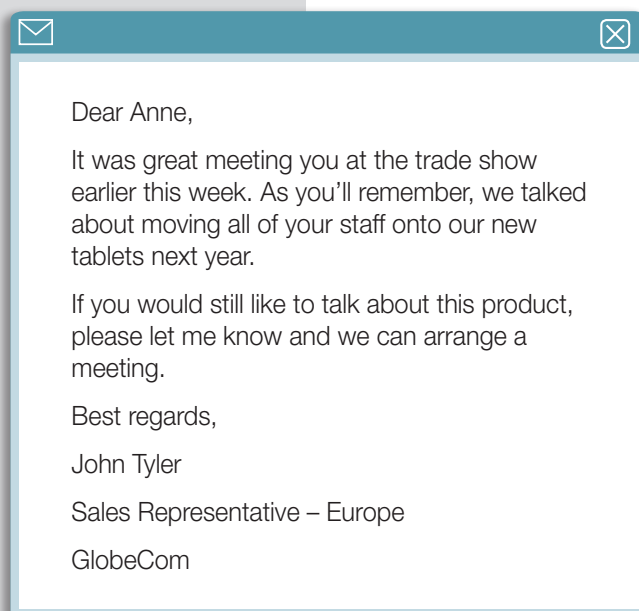 Dear Anne,
It was great meeting you at the trade show
earlier this week. As you’ll remember, we talked
about moving all of your staff onto our new
tablets next year.
If you would still like to talk about this product,
please let me know and we can arrange a
meeting.
Best regards,
John Tyler
Sales Representative – Europe
GlobeCom